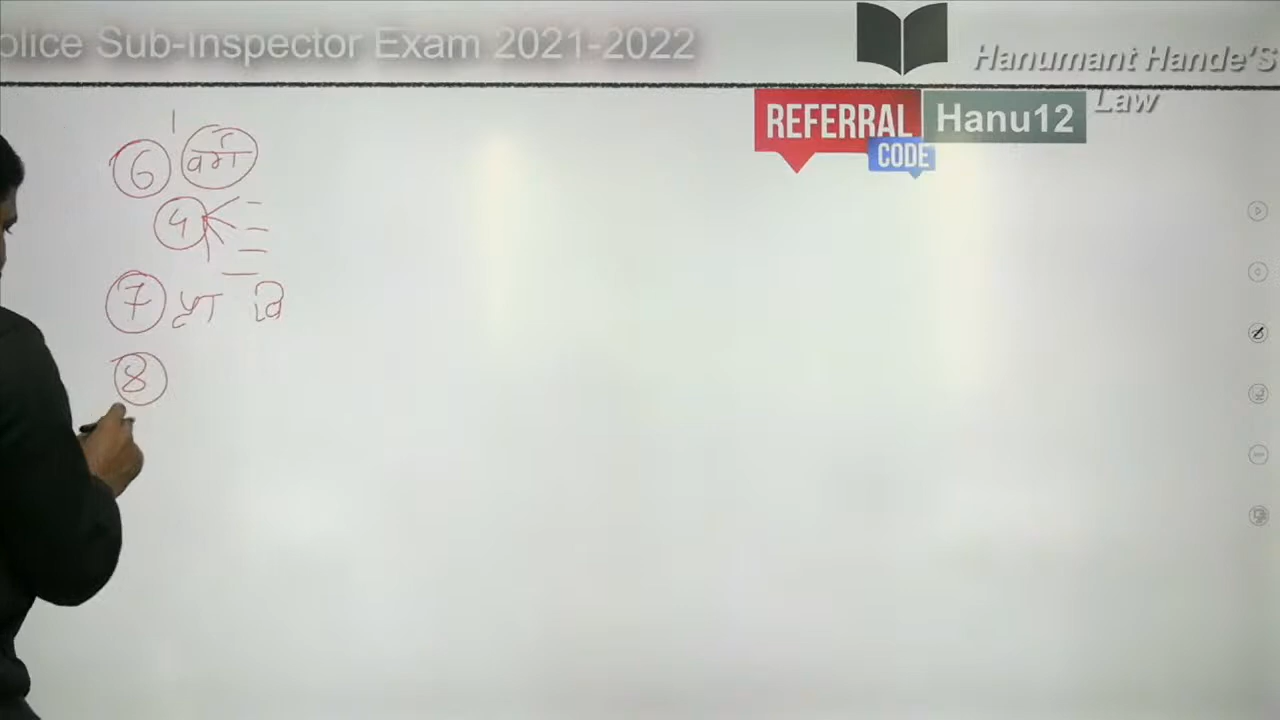 olice Sub-Inspector Exam 2021-2022
Hanumant Hande'S
Law
REFERRAL Hanu12
CODE
6 वर्ग
4
7
8